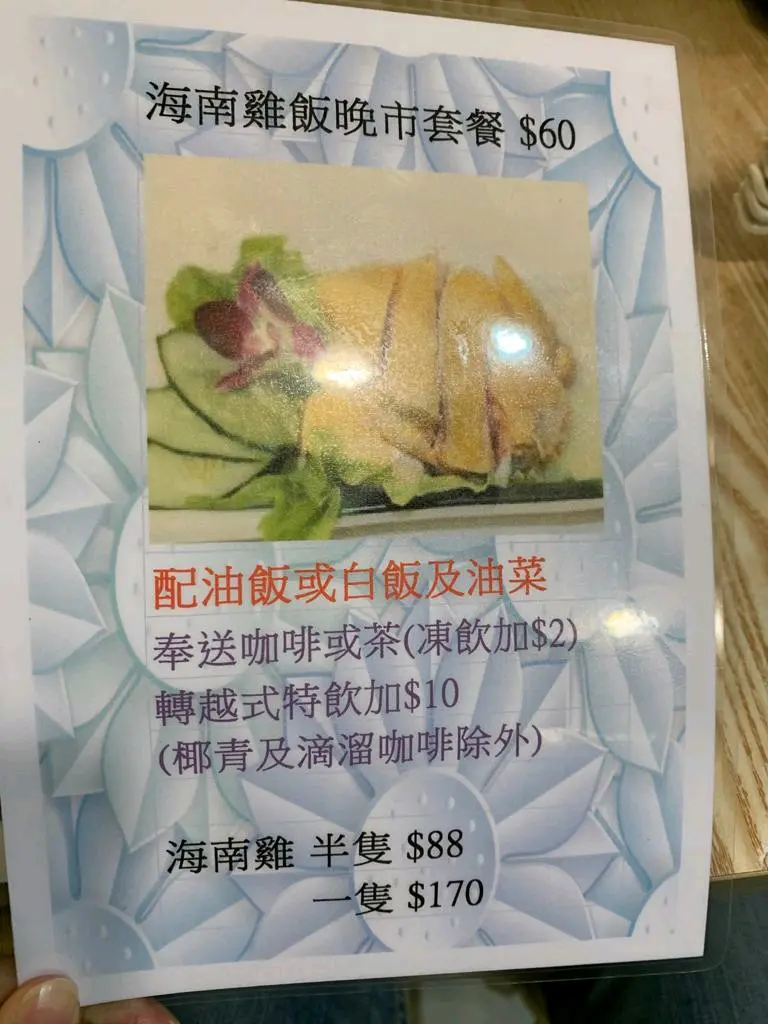 海南雞飯晚市套餐 $60
配油飯或白飯及油菜
奉送咖啡或茶(凍飲加$2)
轉越式特飲加$10
(椰青及滴溜咖啡除外)
海南雞 半隻 $88
一隻 $170